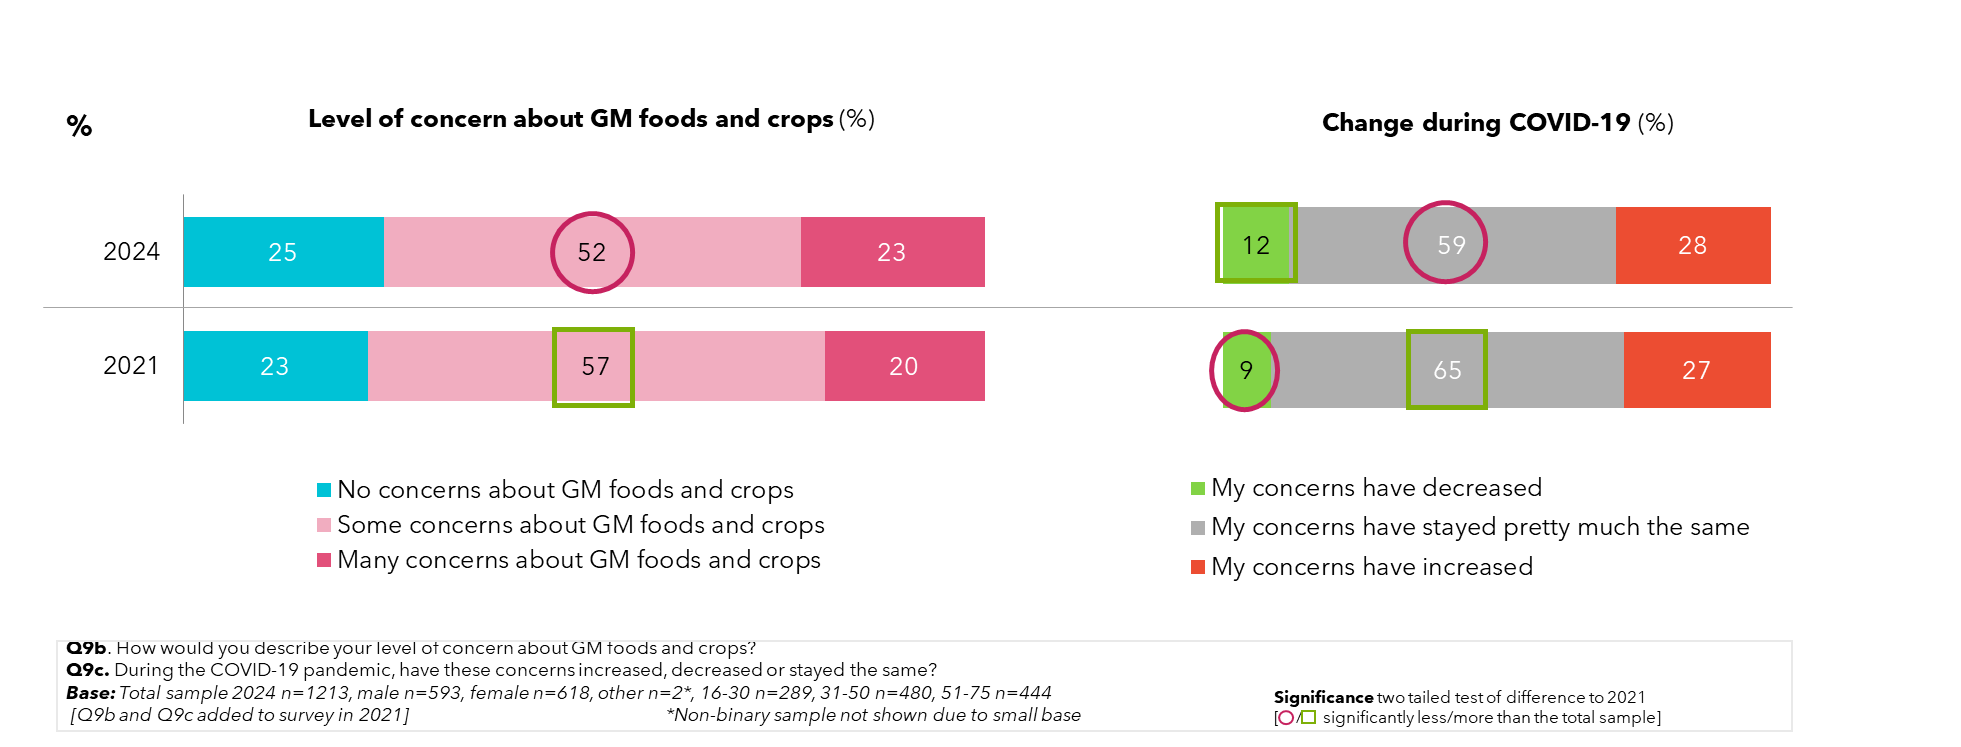 %
Level of concern about GM foods and crops (%)
Change during COVID-19 (%)
2024
25
52
23
12
59
28
2021
23
57
20
9
65
27
No concerns about GM foods and crops
Some concerns about GM foods and crops
Many concerns about GM foods and crops
My concerns have decreased
My concerns have stayed pretty much the same
My concerns have increased
Q9b. How would you describe your level of concern about GM foods and crops?
Q9c. During the COVID-19 pandemic, have these concerns increased, decreased or stayed the same?
Base: Total sample 2024 n=1213, male n=593, female n=618, other n=2*, 16-30 n=289, 31-50 n=480, 51-75 n=444
[Q9b and Q9c added to survey in 2021]
*Non-binary sample not shown due to small base
Significance two tailed test of difference to 2021
[ / significantly less/more than the total sample]